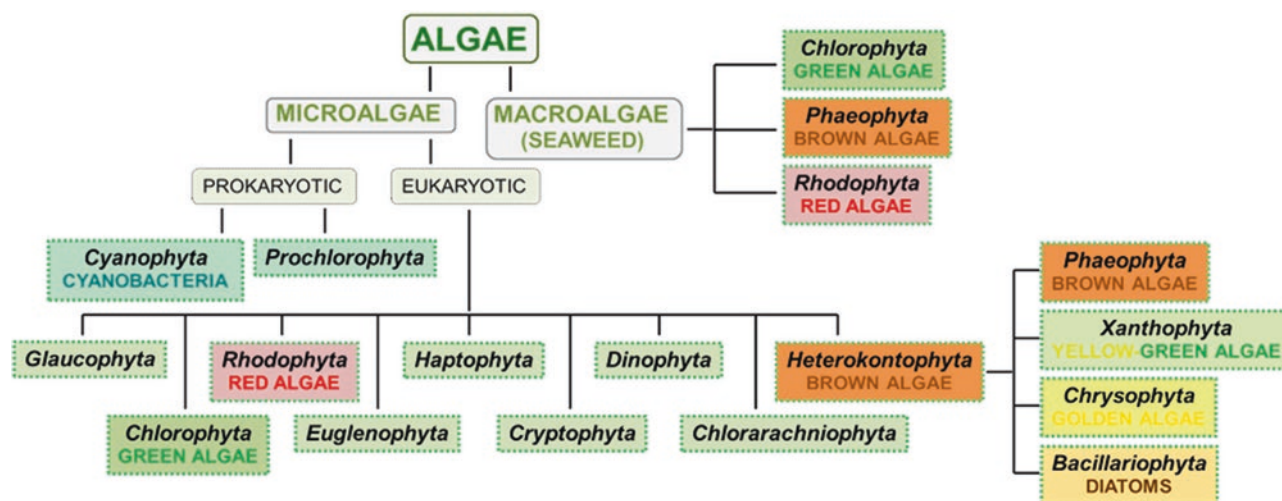 ALGAE
MICROALGAE
MACROALGAE
(SEAWEED)
PROKARYOTIC
EUKARYOTIC
Chlorophyta
GREEN ALGAE
Phaeophyta
BROWN ALGAE
Rhodophyta
RED ALGAE
Cyanophyta
CYANOBACTERIA
Prochlorophyta
Glaucophyta
Rhodophyta
RED ALGAE
Haptophyta
Dinophyta
Heterokontophyta
BROWN ALGAE
Chlorophyta
GREEN ALGAE
Euglenophyta
Cryptophyta
Chlorarachniophyta
Phaeophyta
BROWN ALGAE
Xanthophyta
YELLOW-GREEN ALGAE
Chrysophyta
GOLDEN ALGAE
Bacillariophyta
DIATOMS